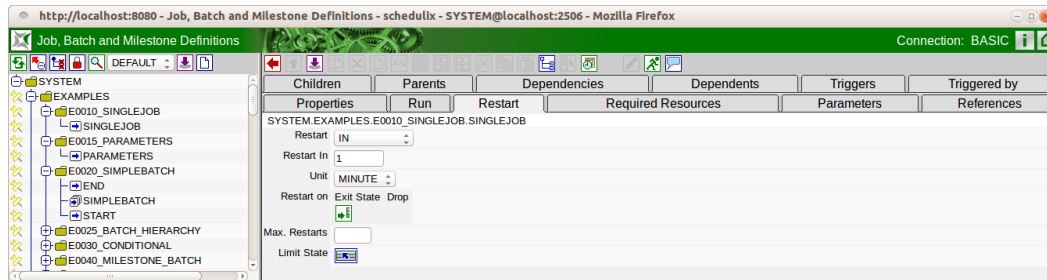 http://localhost:8080 - Job, Batch and Milestone Definitions - schedulix - SYSTEM@localhost:2506 - Mozilla Firefox
Job, Batch and Milestone Definitions
Connection: BASIC
DEFAULT
SYSTEM
EXAMPLES
E0010_SINGLEJOB
SINGLEJOB
E0015_PARAMETERS
PARAMETERS
E0020_SIMPLEBATCH
END
SIMPLEBATCH
START
E0025_BATCH_HIERARCHY
E0030_CONDITIONAL
E0040_MILESTONE_BATCH
Children Parents Dependencies Dependents Triggers Triggered by
Properties Run Restart Required Resources Parameters References
SYSTEM.EXAMPLES.E0010_SINGLEJOB.SINGLEJOB
Restart IN
Restart In 1
Unit MINUTE
Restart on Exit State Drop
Max. Restarts
Limit State